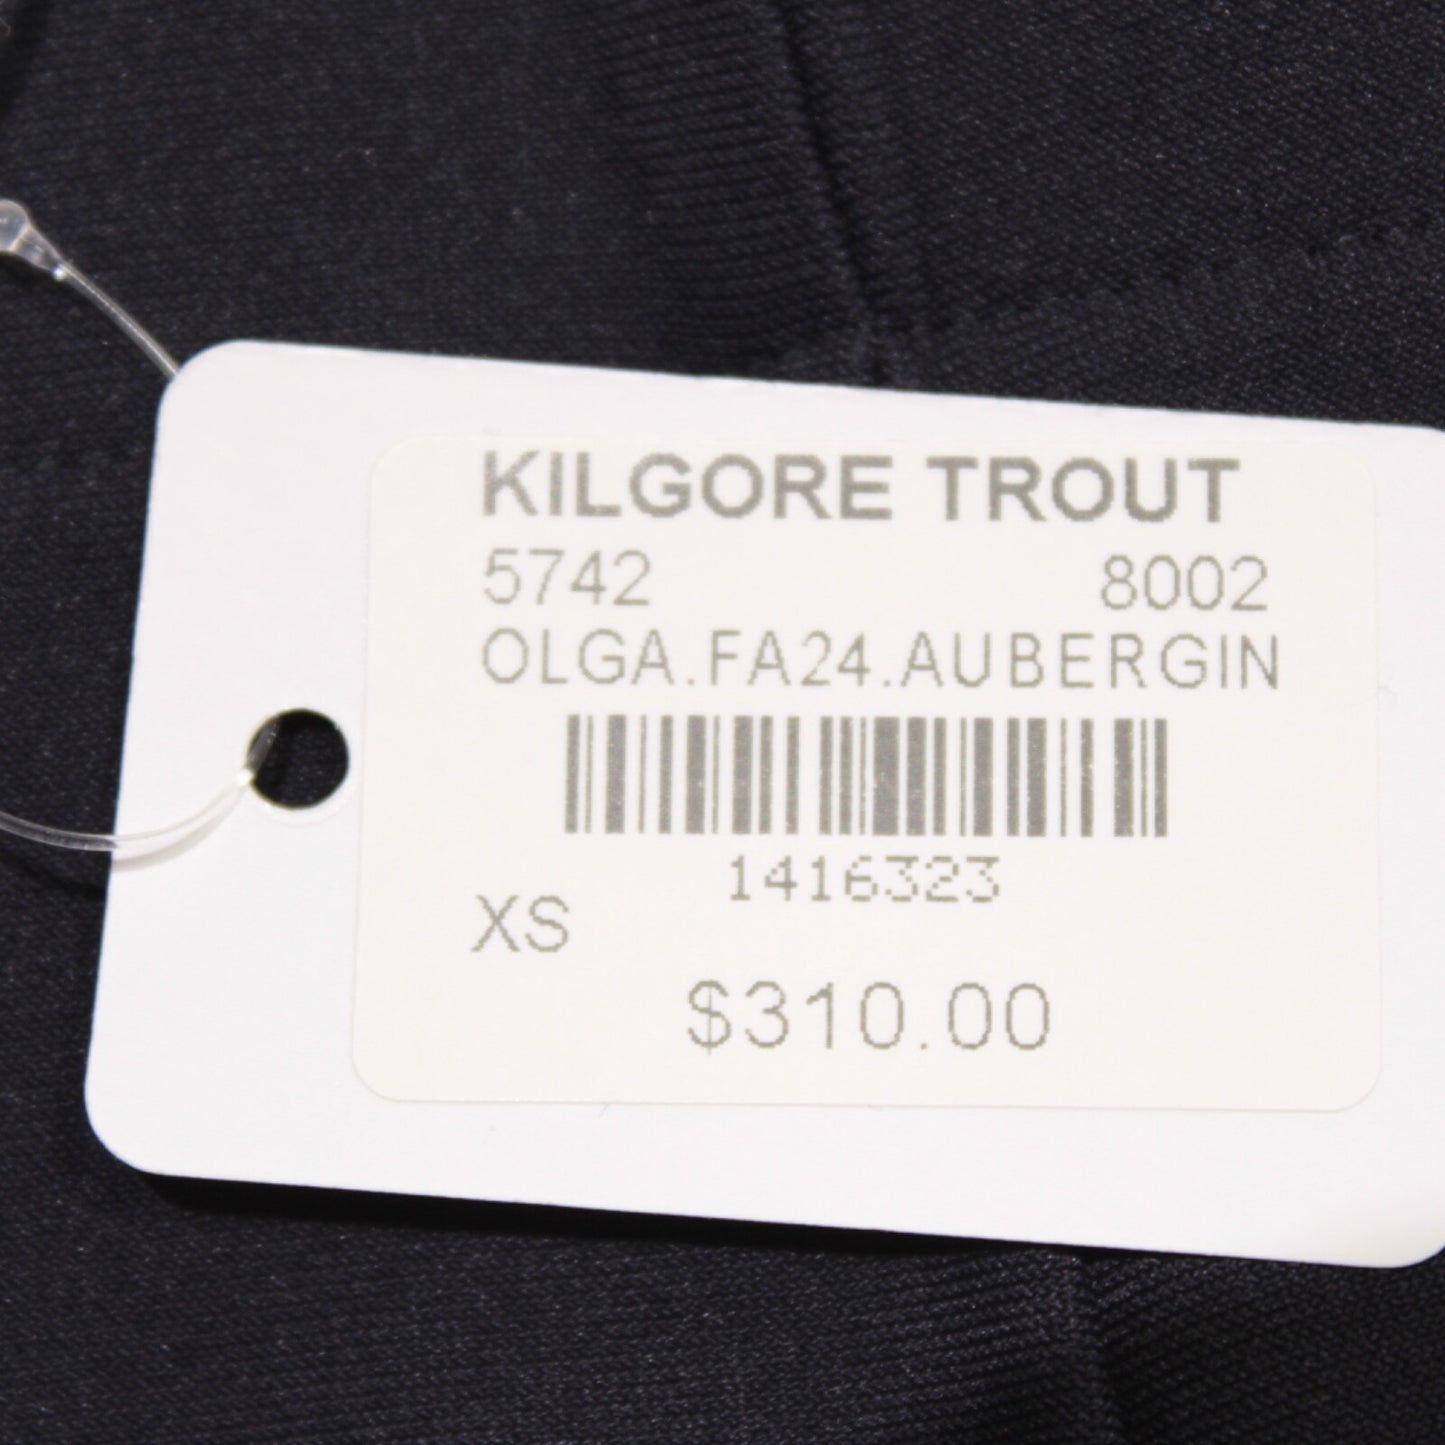 KILGORE TROUT
5742 8002
OLGA.FA24.AUBERGIN
1416323
XS
$310.00